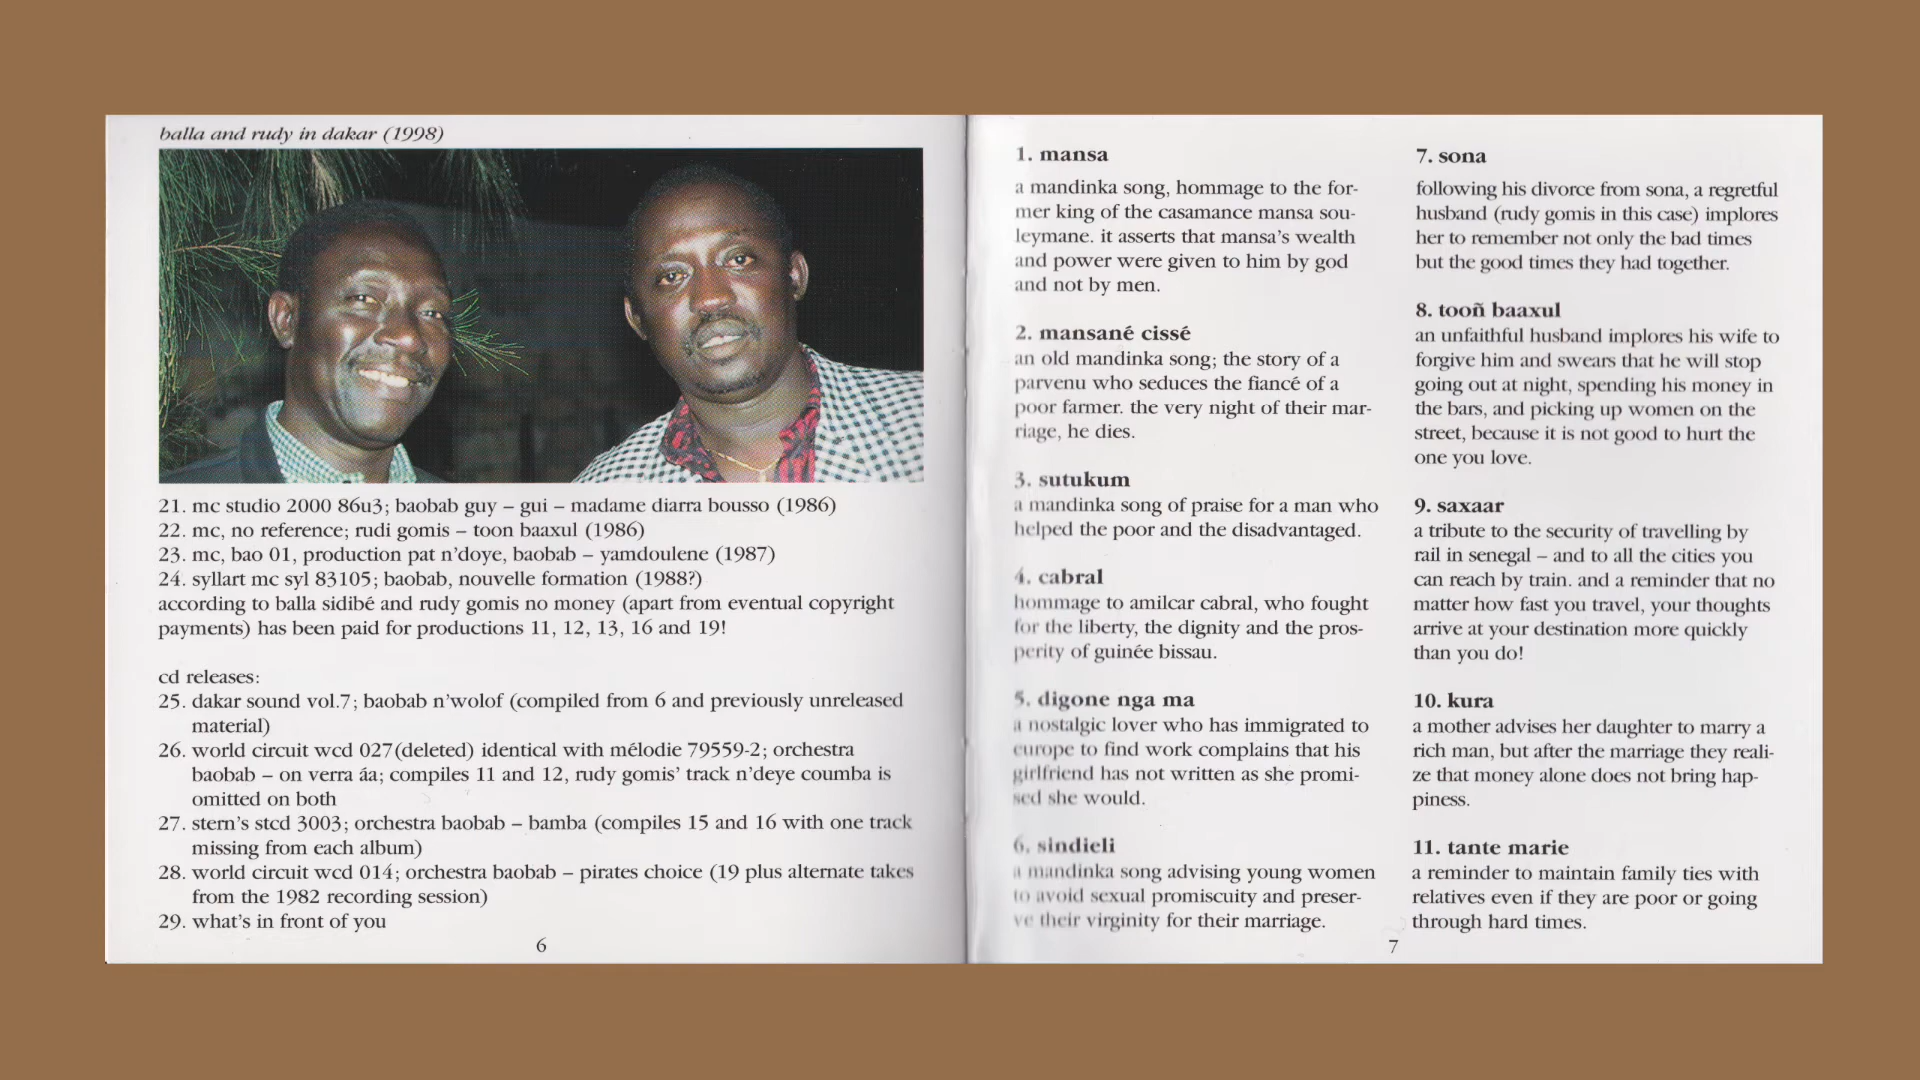 balla and rudy in dakar (1998)
21. mc studio 2000 86u3; baobab guy – gui – madame diarra bousso (1986)
22. mc, no reference; rudi gomis – toon baaxul (1986)
23. mc, bao 01, production pat n'doye, baobab – yamdoulene (1987)
24. syllart mc syl 83105; baobab, nouvelle formation (1988?)
according to balla sidibé and rudy gomis no money (apart from eventual copyright
payments) has been paid for productions 11, 12, 13, 16 and 19!
cd releases:
25. dakar sound vol.7; baobab n'wolof (compiled from 6 and previously unreleased
material)
26. world circuit wcd 027(deleted) identical with mélodie 79559-2; orchestra
baobab – on verra áa; compiles 11 and 12, rudy gomis' track n'deye coumba is
omitted on both
27. stern's stcd 3003; orchestra baobab – bamba (compiles 15 and 16 with one track
missing from each album)
28. world circuit wcd 014; orchestra baobab – pirates choice (19 plus alternate takes
from the 1982 recording session)
29. what's in front of you
6
1. mansa
a mandinka song, hommage to the for-
mer king of the casamance mansa sou-
leymane. it asserts that mansa's wealth
and power were given to him by god
and not by men.
2. mansané cissé
an old mandinka song; the story of a
parvenu who seduces the fiancé of a
poor farmer. the very night of their mar-
riage, he dies.
3. sutukum
a mandinka song of praise for a man who
helped the poor and the disadvantaged.
4. cabral
hommage to amilcar cabral, who fought
for the liberty, the dignity and the pros-
perity of guinée bissau.
5. digone nga ma
a nostalgic lover who has immigrated to
europe to find work complains that his
girlfriend has not written as she promi-
sed she would.
6. sindieli
a mandinka song advising young women
to avoid sexual promiscuity and preser-
ve their virginity for their marriage.
7. sona
following his divorce from sona, a regretful
husband (rudy gomis in this case) implores
her to remember not only the bad times
but the good times they had together.
8. tooñ baaxul
an unfaithful husband implores his wife to
forgive him and swears that he will stop
going out at night, spending his money in
the bars, and picking up women on the
street, because it is not good to hurt the
one you love.
9. saxaar
a tribute to the security of travelling by
rail in senegal – and to all the cities you
can reach by train. and a reminder that no
matter how fast you travel, your thoughts
arrive at your destination more quickly
than you do!
10. kura
a mother advises her daughter to marry a
rich man, but after the marriage they reali-
ze that money alone does not bring hap-
piness.
11. tante marie
a reminder to maintain family ties with
relatives even if they are poor or going
through hard times.
7